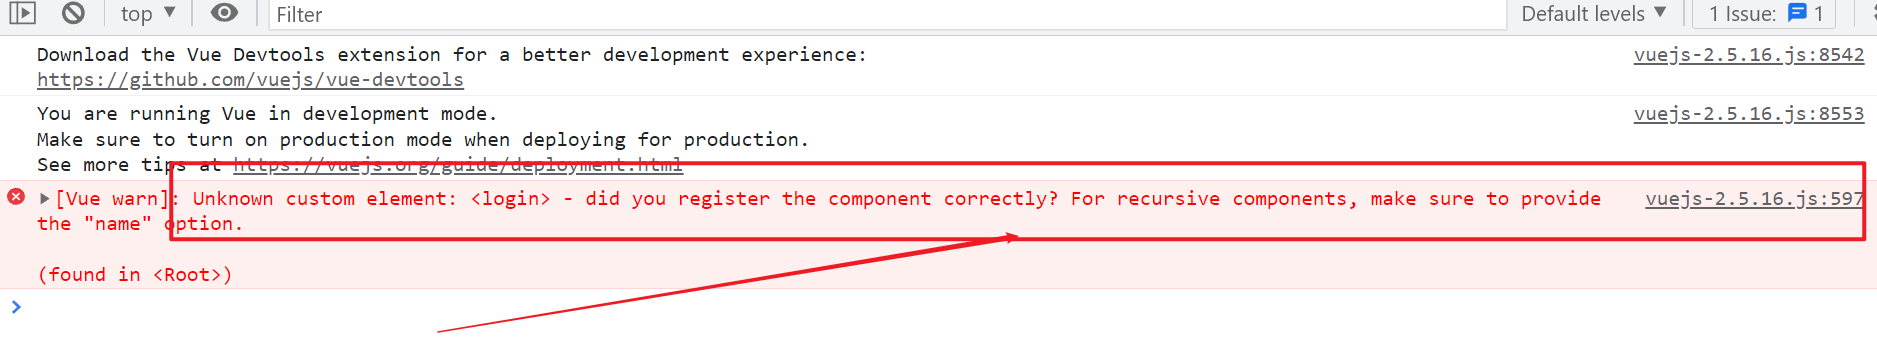 top ▼ Filter Default levels ▼ 1 Issue: 1
Download the Vue Devtools extension for a better development experience: vuejs-2.5.16.js:8542
https://github.com/vuejs/vue-devtools
You are running Vue in development mode. vuejs-2.5.16.js:8553
Make sure to turn on production mode when deploying for production.
See more tips at https://vuejs.org/guide/deployment.html
[Vue warn]: Unknown custom element: <login> - did you register the component correctly? For recursive components, make sure to provide vuejs-2.5.16.js:597
the "name" option.
(found in <Root>)